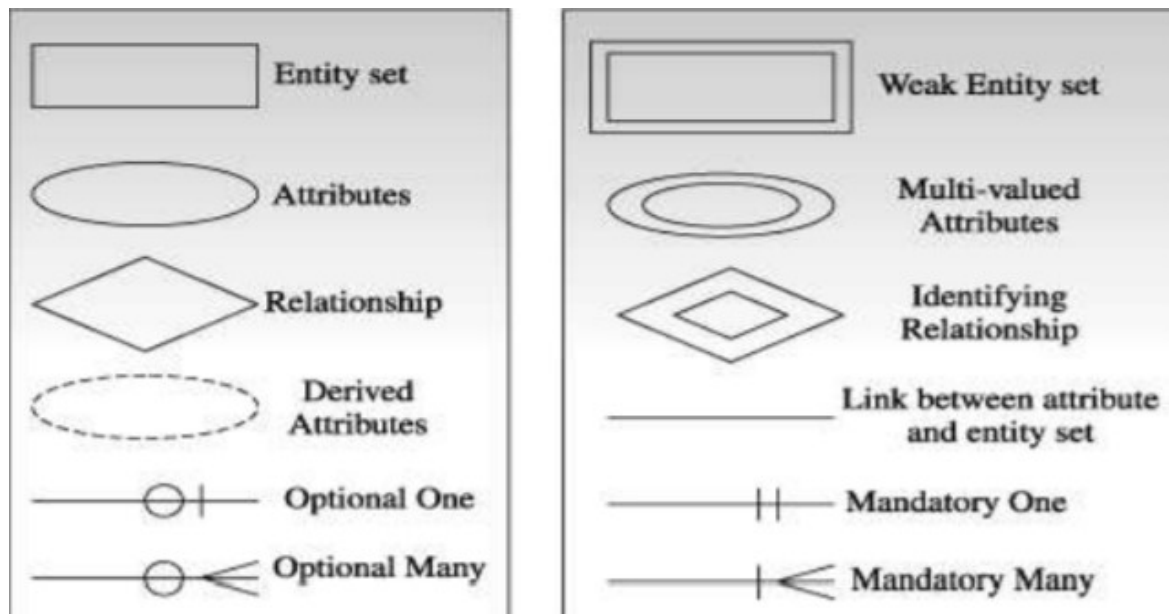 Entity set
Attributes
Relationship
Derived
Attributes
Optional One
Optional Many
Weak Entity set
Multi-valued
Attributes
Identifying
Relationship
Link between attribute
and entity set
Mandatory One
Mandatory Many